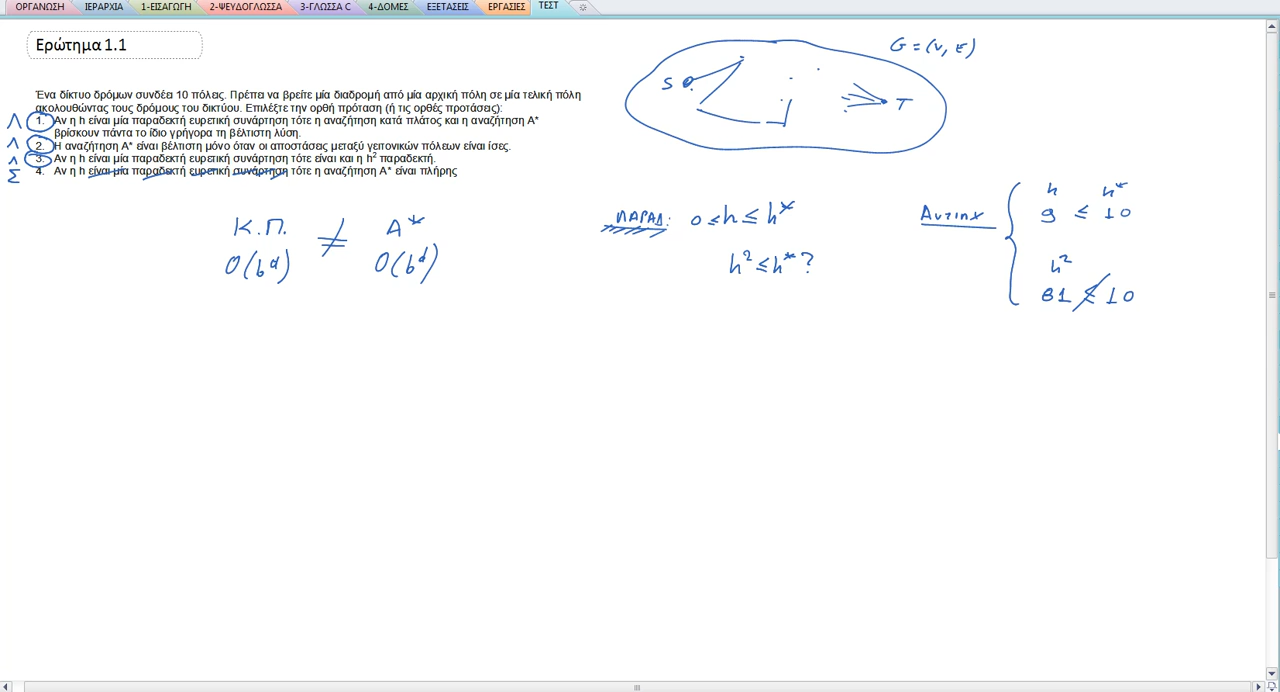 ΟΡΓΑΝΩΣΗ ΙΕΡΑΡΧΙΑ 1-ΕΙΣΑΓΩΓΗ 2-ΨΕΥΔΟΓΛΩΣΣΑ 3-ΓΛΩΣΣΑ C 4-ΔΟΜΕΣ ΕΞΕΤΑΣΕΙΣ ΕΡΓΑΣΙΕΣ ΤΕΣΤ
Ερώτημα 1.1
G = (V, E)
S
T
Ένα δίκτυο δρόμων συνδέει 10 πόλεις. Πρέπει να βρείτε μία διαδρομή από μία αρχική πόλη σε μία τελική πόλη
ακολουθώντας τους δρόμους του δικτύου. Επιλέξτε την ορθή πρόταση (ή τις ορθές προτάσεις):
Λ 1. Αν η h είναι μία παραδεκτή ευρετική συνάρτηση τότε η αναζήτηση κατά πλάτος και η αναζήτηση Α*
βρίσκουν πάντα το ίδιο γρήγορα τη βέλτιστη λύση.
Λ 2. Η αναζήτηση Α* είναι βέλτιστη μόνο όταν οι αποστάσεις μεταξύ γειτονικών πόλεων είναι ίσες.
Λ 3. Αν η h είναι μία παραδεκτή ευρετική συνάρτηση τότε είναι και η h² παραδεκτή.
Σ 4. Αν η h είναι μία παραδεκτή ευρετική συνάρτηση τότε η αναζήτηση Α* είναι πλήρης
Κ.Π. ≠ Α*
O(b^d) O(b^d)
ΠΑΡΑΔ: 0 ≤ h ≤ h*
h² ≤ h* ?
Αντιπχ
h h*
9 ≤ 10
h²
81 ≰ 10